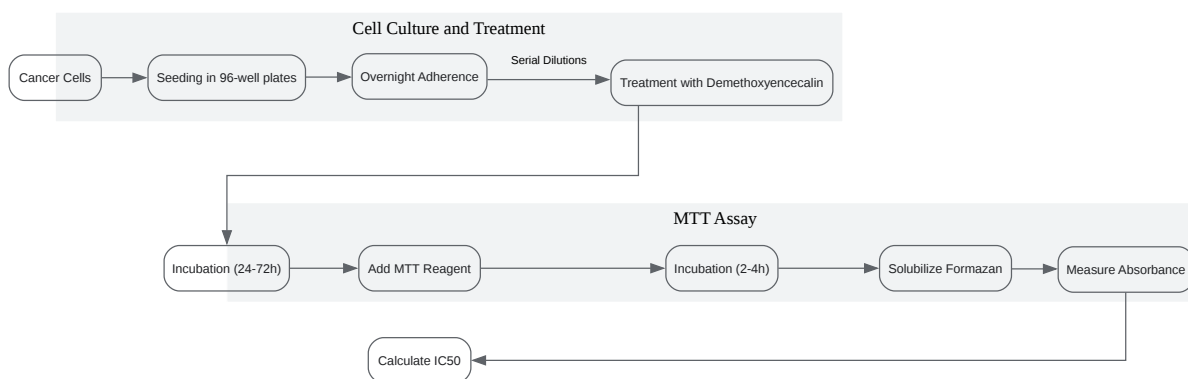 Cell Culture and Treatment
Cancer Cells
Seeding in 96-well plates
Overnight Adherence
Serial Dilutions
Treatment with Demethoxyencecalin
MTT Assay
Incubation (24-72h)
Add MTT Reagent
Incubation (2-4h)
Solubilize Formazan
Measure Absorbance
Calculate IC50